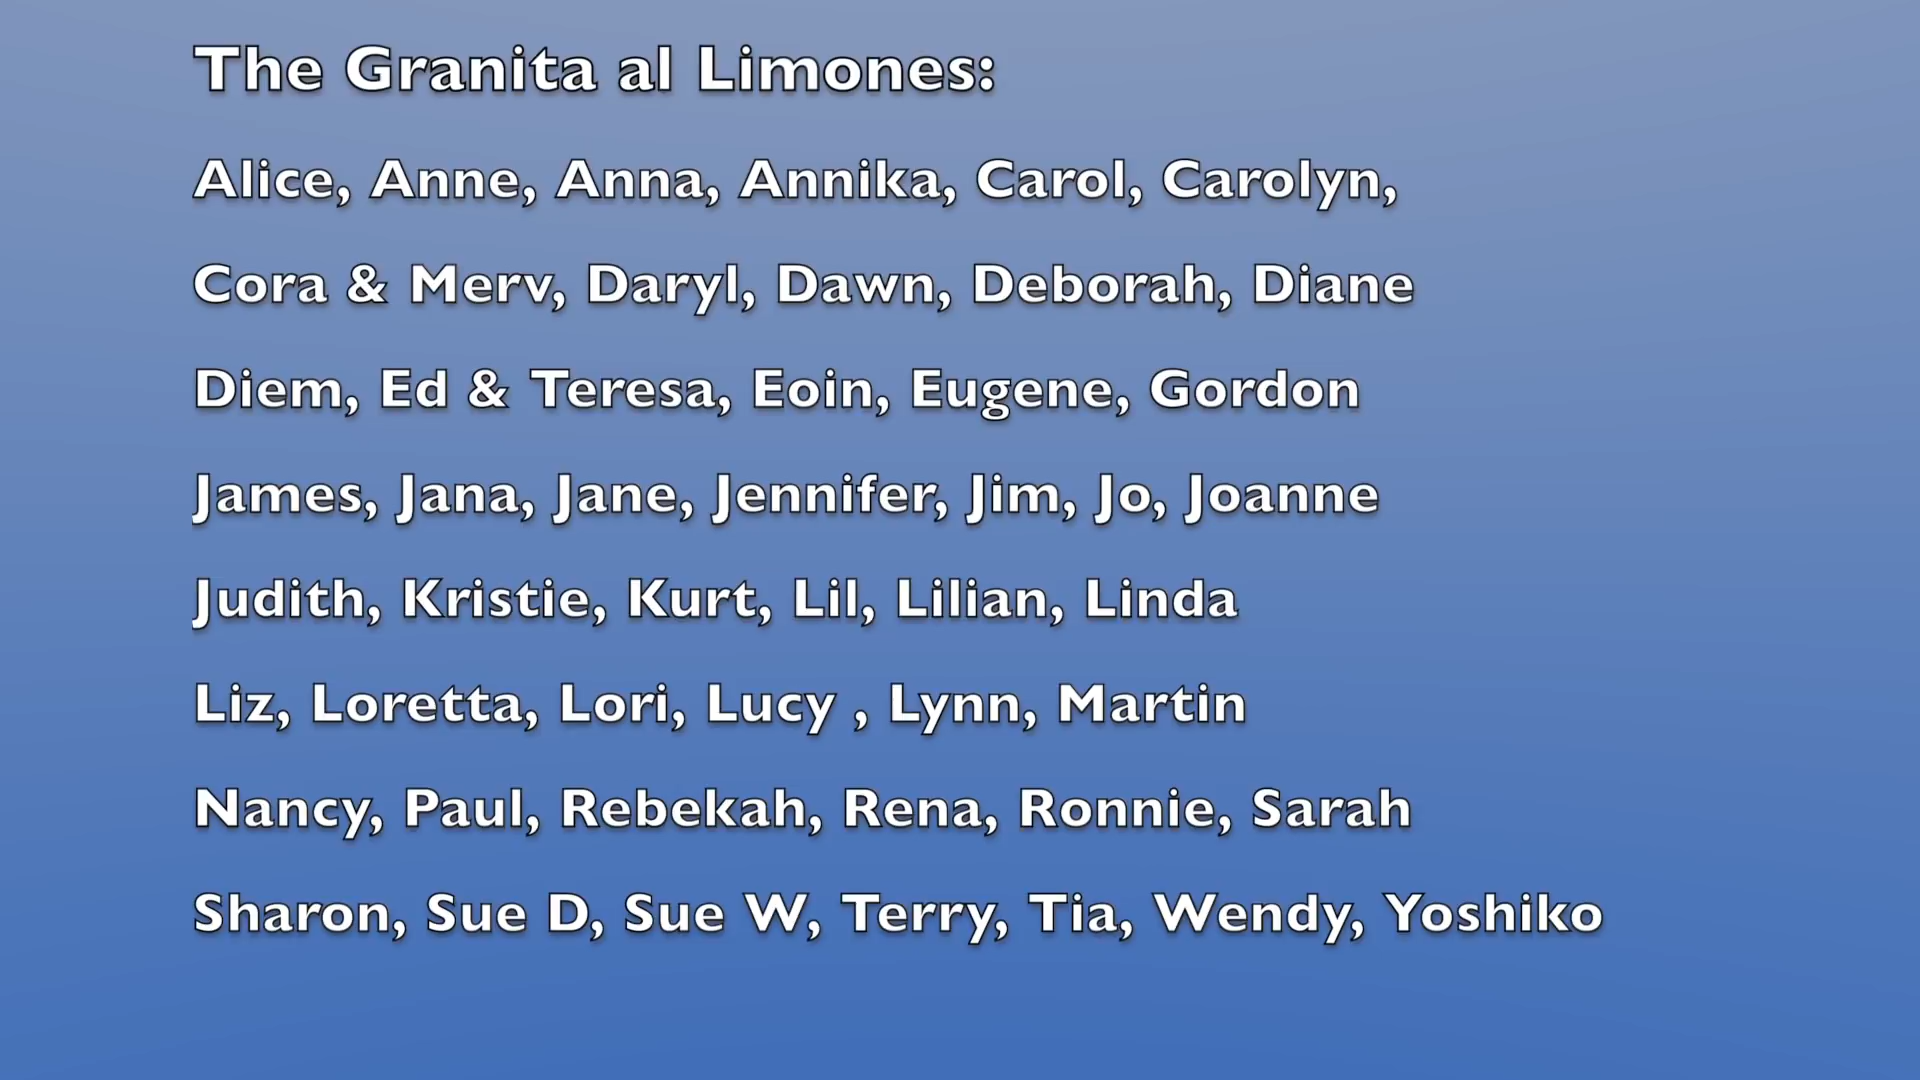 The Granita al Limones:
Alice, Anne, Anna, Annika, Carol, Carolyn,
Cora & Merv, Daryl, Dawn, Deborah, Diane
Diem, Ed & Teresa, Eoin, Eugene, Gordon
James, Jana, Jane, Jennifer, Jim, Jo, Joanne
Judith, Kristie, Kurt, Lil, Lilian, Linda
Liz, Loretta, Lori, Lucy , Lynn, Martin
Nancy, Paul, Rebekah, Rena, Ronnie, Sarah
Sharon, Sue D, Sue W, Terry, Tia, Wendy, Yoshiko